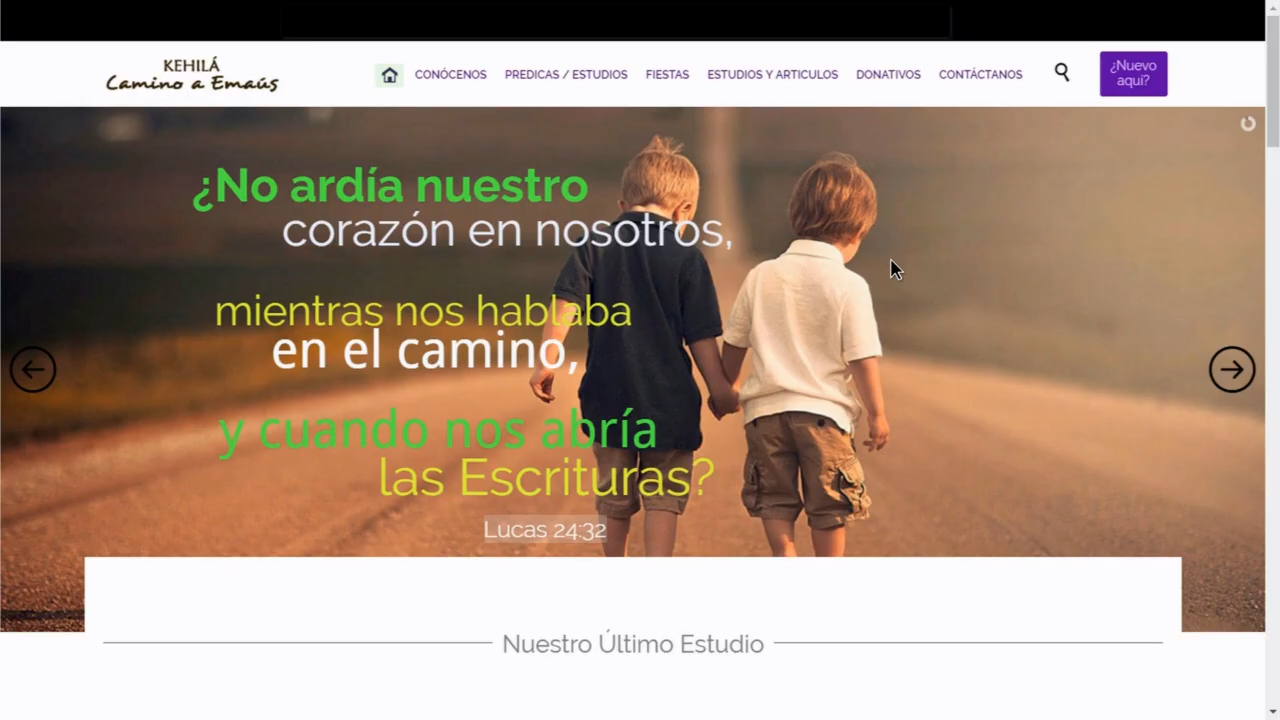 KEHILÁ
Camino a Emaús
CONÓCENOS PREDICAS / ESTUDIOS FIESTAS ESTUDIOS Y ARTICULOS DONATIVOS CONTÁCTANOS
¿Nuevo
aquí?
¿No ardía nuestro
corazón en nosotros,
mientras nos hablaba
en el camino,
y cuando nos abría
las Escrituras?
Lucas 24:32
Nuestro Último Estudio